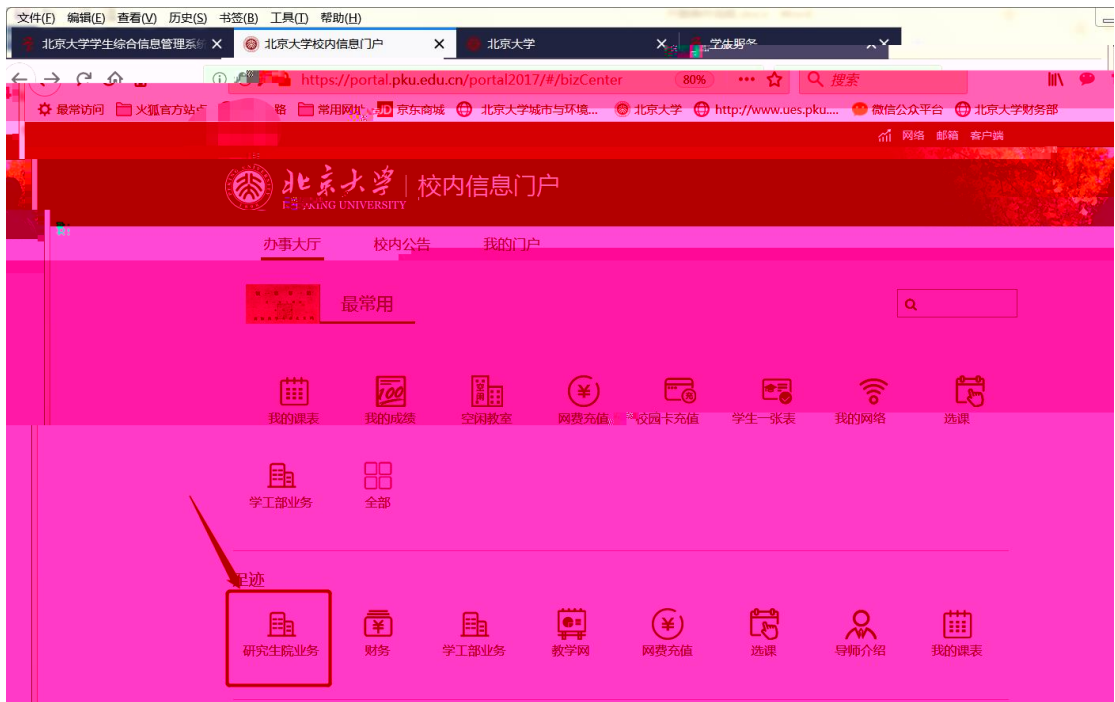 文件(F) 编辑(E) 查看(V) 历史(S) 书签(B) 工具(T) 帮助(H)
北京大学学生综合信息管理系统 × 北京大学校内信息门户 × 北京大学 ×
https://portal.pku.edu.cn/portal2017/#/bizCenter 80% 搜索
最常访问 火狐官方站点 常用网址 京东商城 北京大学城市与环境... 北京大学 http://www.ues.pku.... 微信公众平台 北京大学财务部
网络 邮箱 客户端
北京大学 校内信息门户
UNIVERSITY
办事大厅 校内公告 我的门户
最常用
我的课表 我的成绩 空闲教室 网费充值 校园卡充值 学生一张表 我的网络 选课
学工部业务 全部
足迹
研究生院业务 财务 学工部业务 教学网 网费充值 选课 导师介绍 我的课表